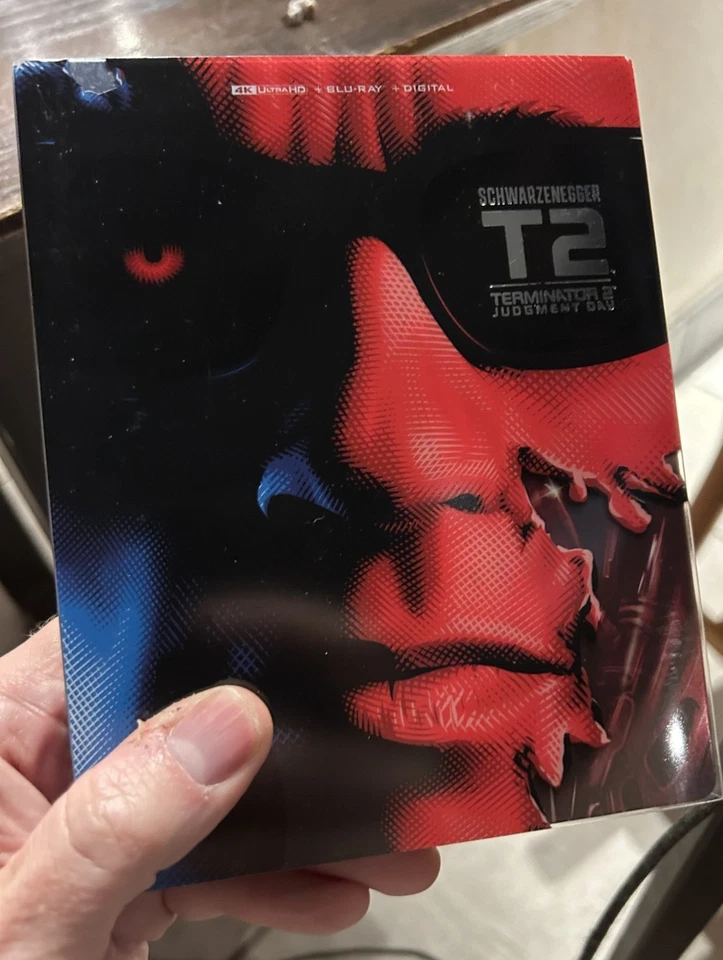 4K ULTRA HD + BLU-RAY + DIGITAL
SCHWARZENEGGER
T2
TERMINATOR 2
JUDGMENT DAY